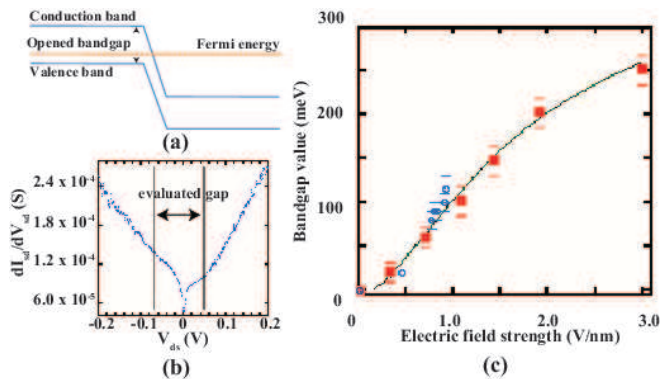 Conduction band
Opened bandgap
Fermi energy
Valence band
(a)
2.4 x 10⁻⁴
1.8 x 10⁻⁴
1.2 x 10⁻⁴
6.0 x 10⁻⁵
dI_sd/dV_sd (S)
evaluated gap
-0.2
-0.1
0
0.1
0.2
V_ds (V)
(b)
300
200
100
0
Bandgap value (meV)
0
1.0
2.0
3.0
Electric field strength (V/nm)
(c)